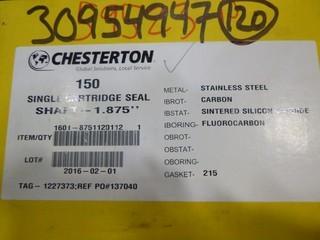 30954947 (20)
CHESTERTON
Global Solutions, Local Service
150
SINGLE CARTRIDGE SEAL
SHAFT-1.875"
ITEM/QTY 1601-8751120112 1
LOT#
2016-02-01
TAG - 1227373;REF PO#137040
METAL- STAINLESS STEEL
IBROT- CARBON
IBSTAT- SINTERED SILICON CARBIDE
IBORING- FLUOROCARBON
OBROT-
OBSTAT-
OBORING-
GASKET- 215